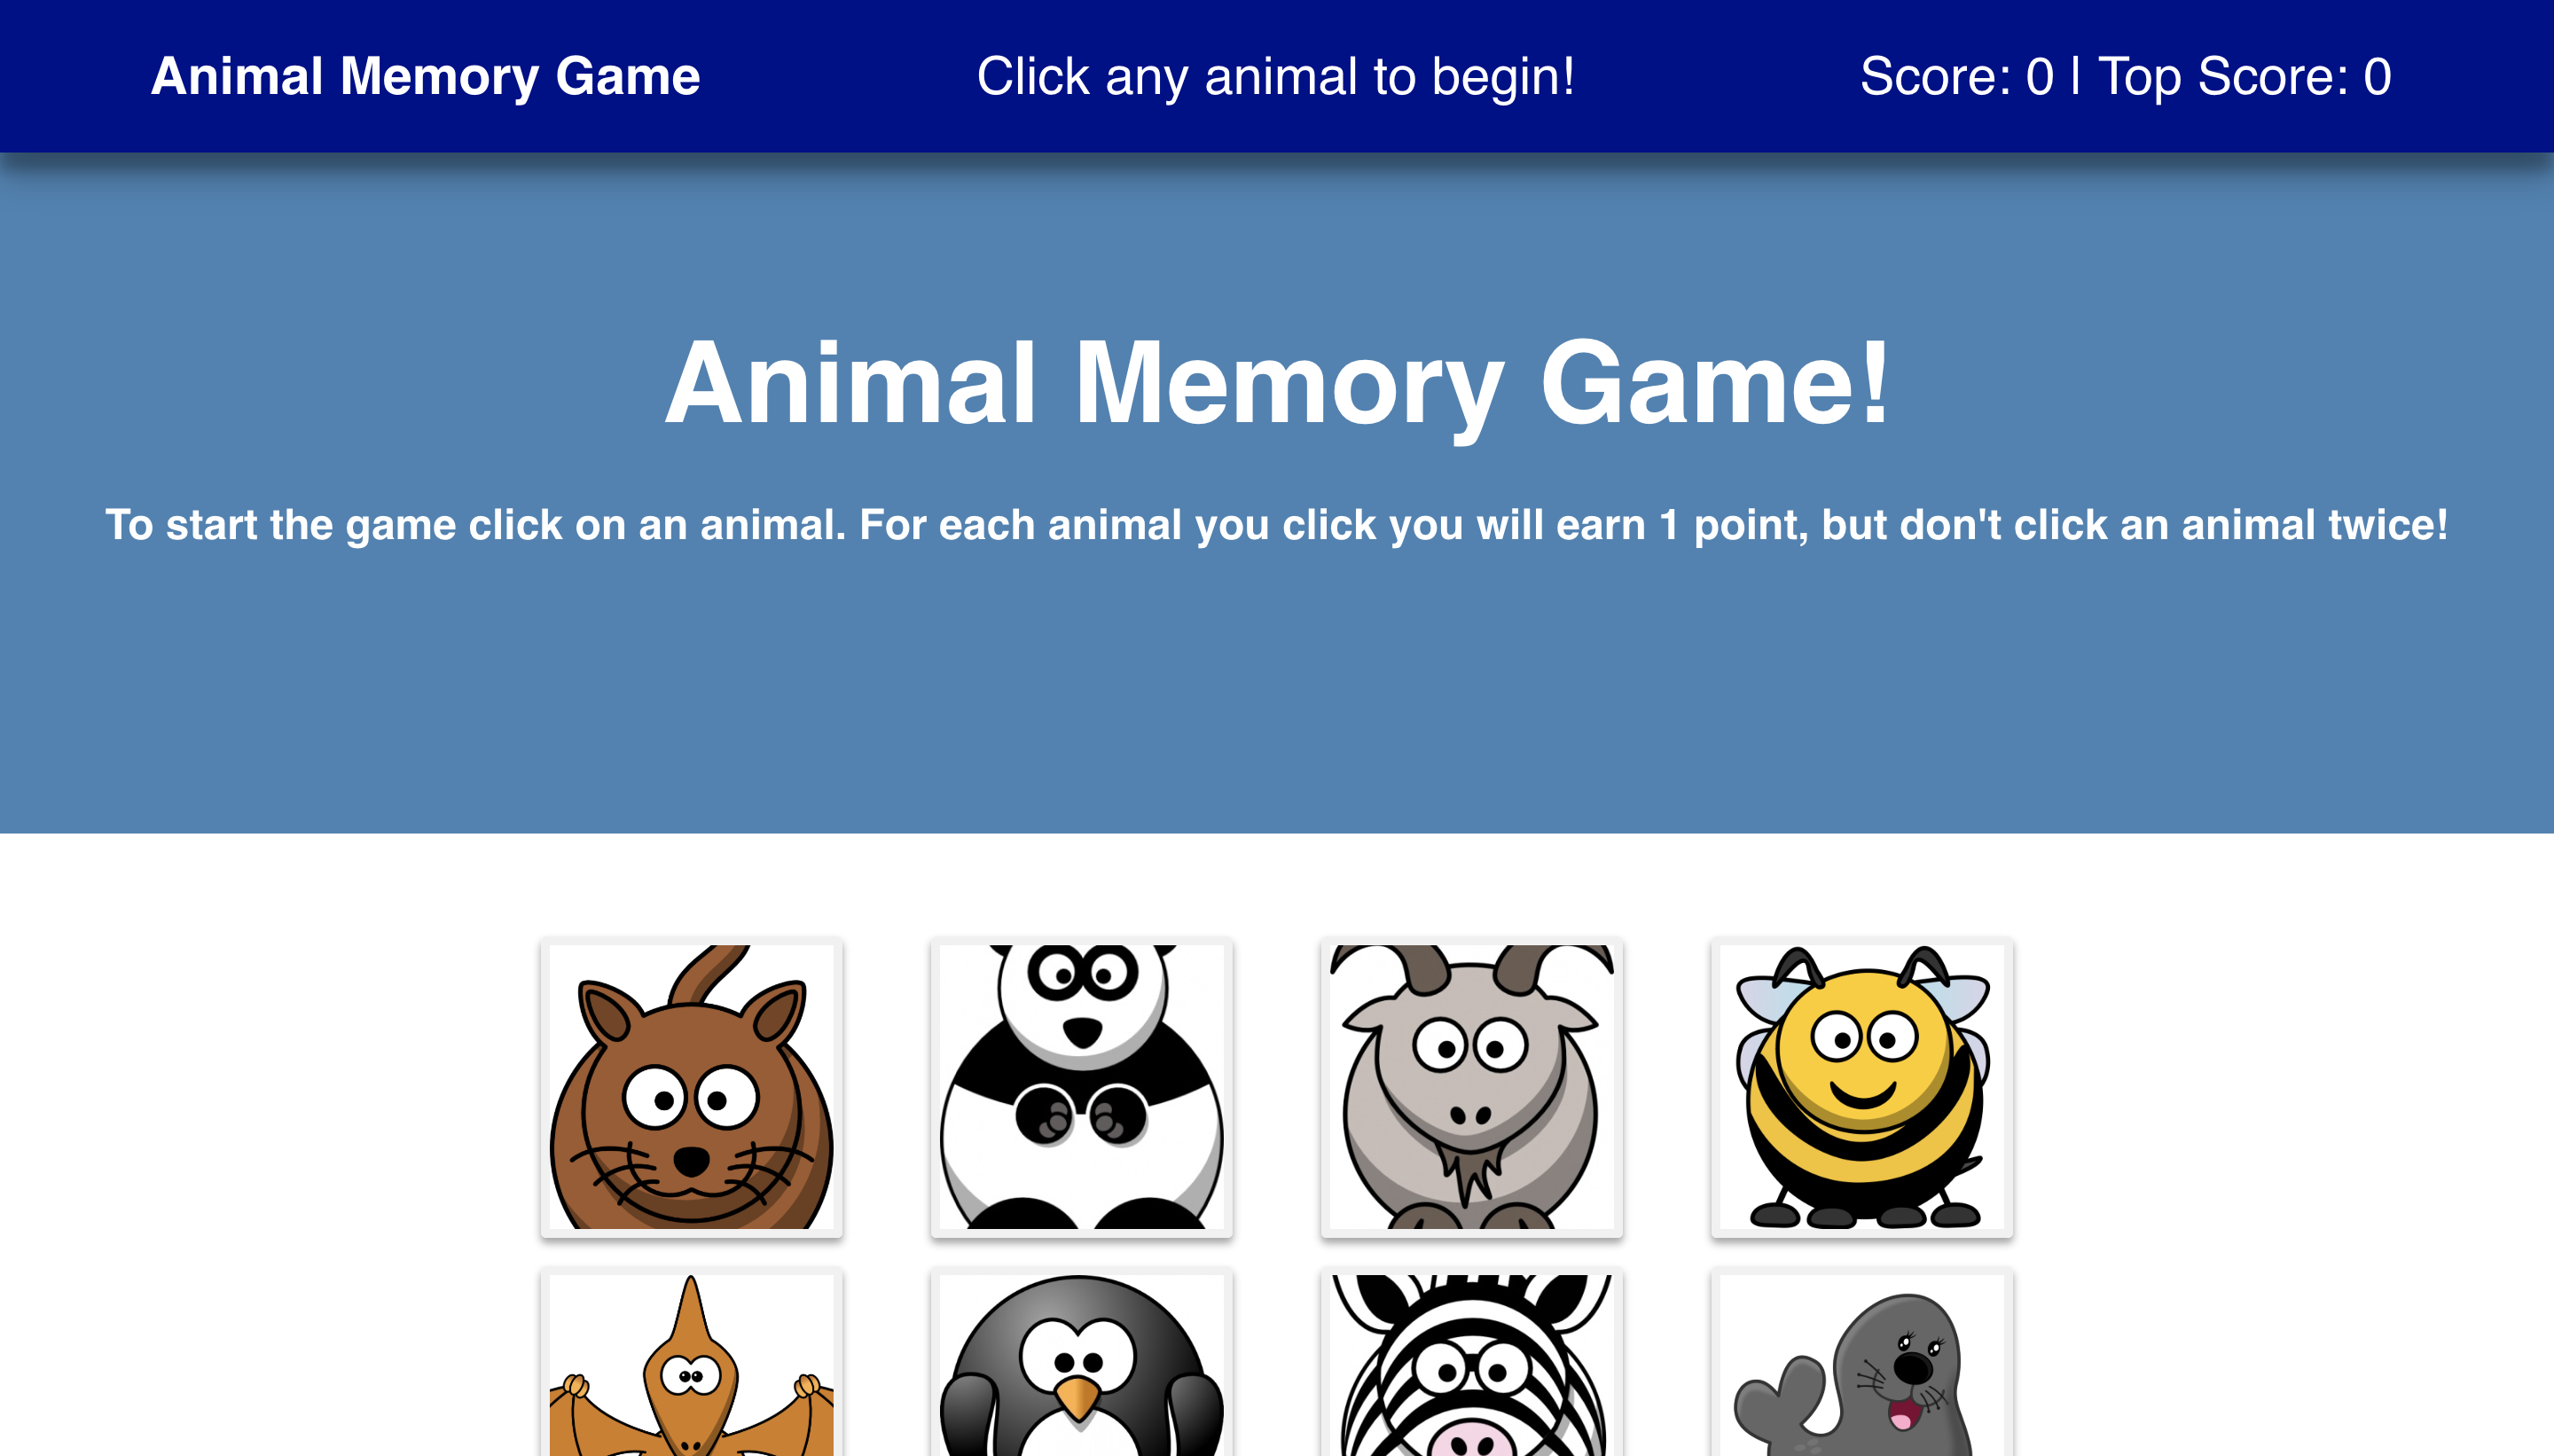 Animal Memory Game
Click any animal to begin!
Score: 0 | Top Score: 0
Animal Memory Game!
To start the game click on an animal. For each animal you click you will earn 1 point, but don't click an animal twice!